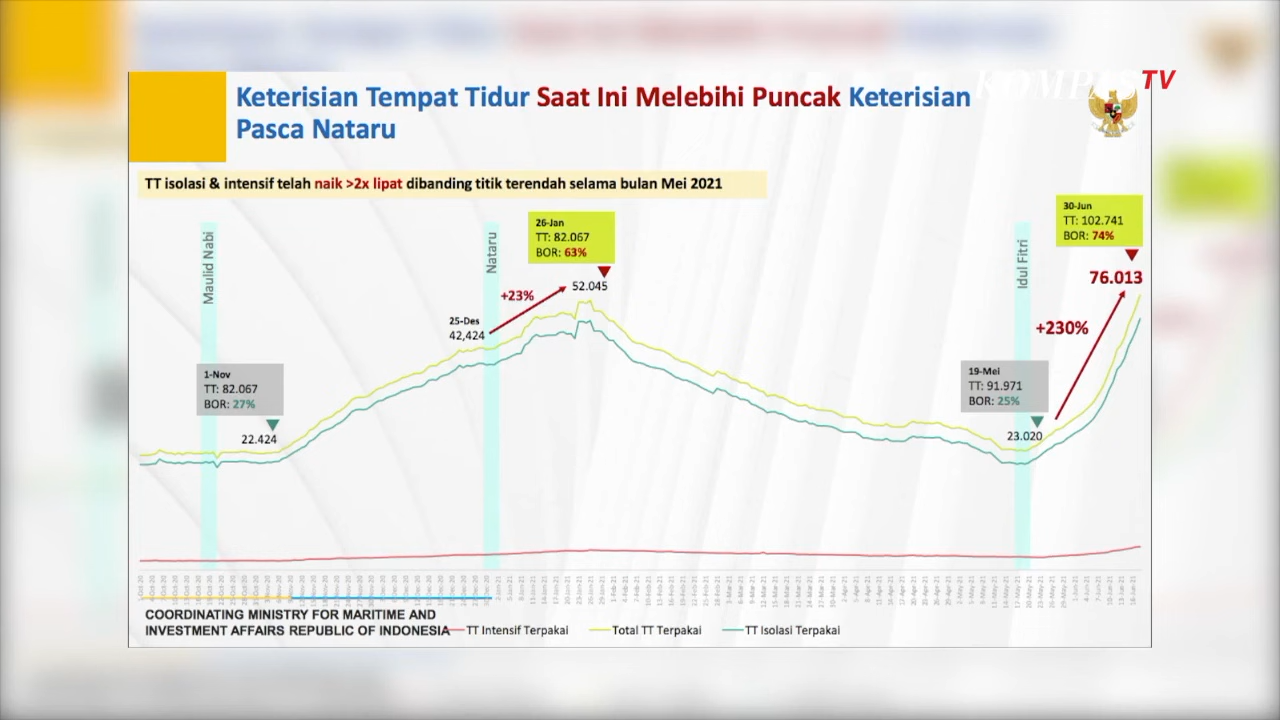 KOMPAS TV
Keterisian Tempat Tidur Saat Ini Melebihi Puncak Keterisian
Pasca Nataru
TT isolasi & intensif telah naik >2x lipat dibanding titik terendah selama bulan Mei 2021
Maulid Nabi
1-Nov
TT: 82.067
BOR: 27%
22.424
Nataru
25-Des
42,424
+23%
26-Jan
TT: 82.067
BOR: 63%
52.045
Idul Fitri
19-Mei
TT: 91.971
BOR: 25%
23.020
+230%
30-Jun
TT: 102.741
BOR: 74%
76.013
COORDINATING MINISTRY FOR MARITIME AND
INVESTMENT AFFAIRS REPUBLIC OF INDONESIA
TT Intensif Terpakai
Total TT Terpakai
TT Isolasi Terpakai